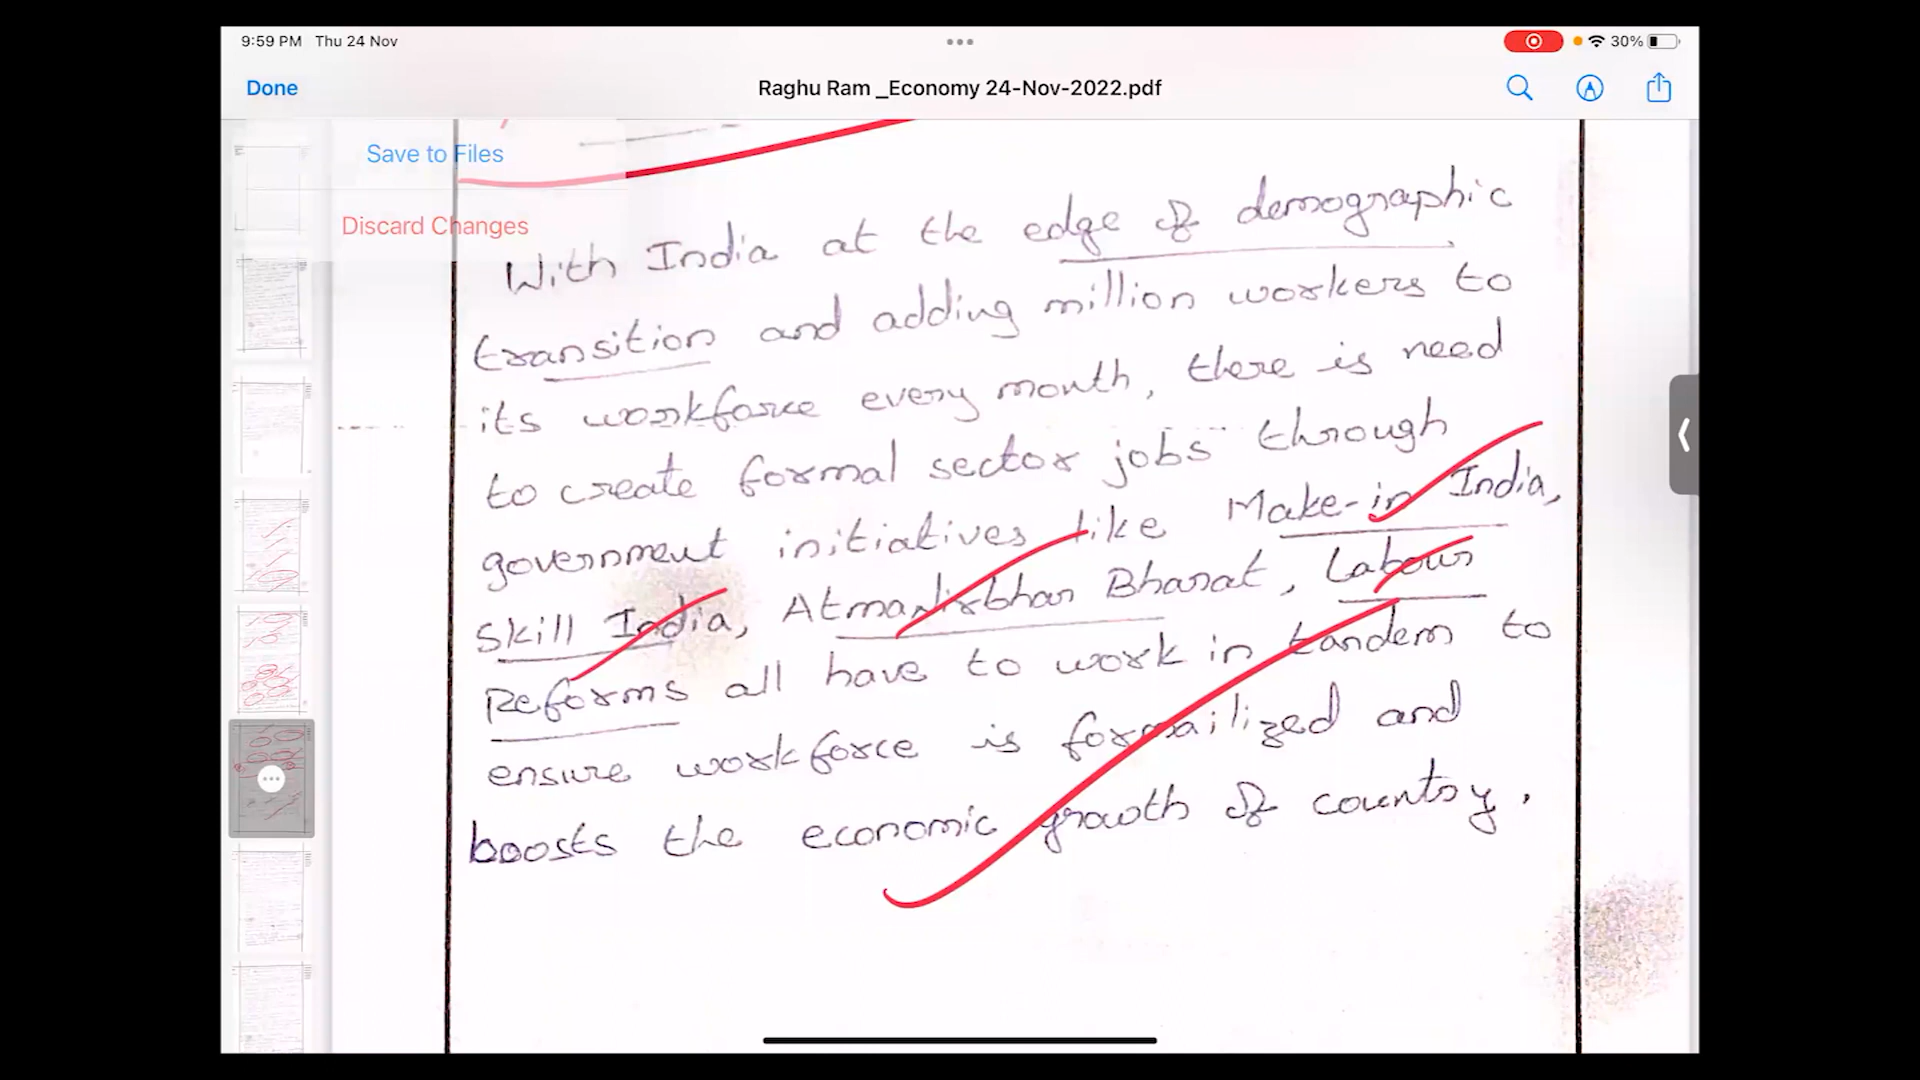 9:59 PM Thu 24 Nov
30%
Done
Raghu Ram _Economy 24-Nov-2022.pdf
Save to Files
Discard Changes
With India at the edge of demographic
transition and adding million workers to
its workforce every month, there is need
to create formal sector jobs through
government initiatives like Make-in India,
Skill India, Atmanirbhar Bharat, Labour
Reforms all have to work in tandem to
ensure workforce is formailized and
boosts the economic growth of country.